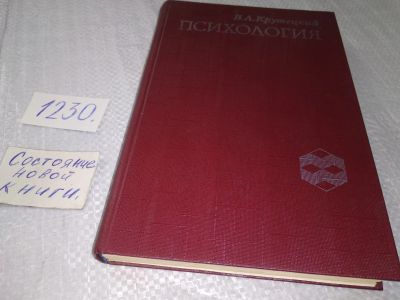 В.А.Крутецкий
ПСИХОЛОГИЯ
1230.
Состояние
новой
книги.